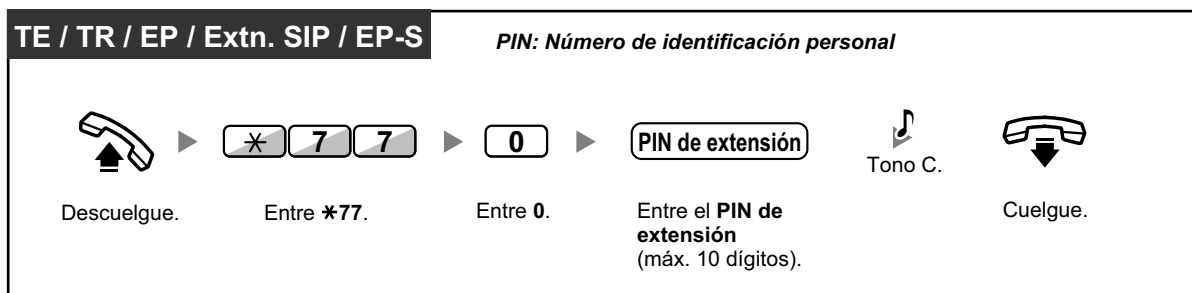 TE / TR / EP / Extn. SIP / EP-S
PIN: Número de identificación personal
* 7 7
0
PIN de extensión
Tono C.
Descuelgue.
Entre *77.
Entre 0.
Entre el PIN de
extensión
(máx. 10 dígitos).
Cuelgue.